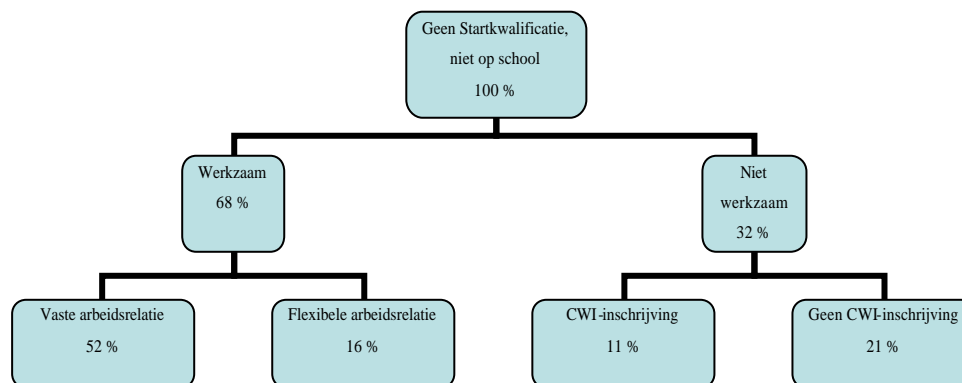 Geen Startkwalificatie,
niet op school
100 %
Werkzaam
68 %
Niet
werkzaam
32 %
Vaste arbeidsrelatie
52 %
Flexibele arbeidsrelatie
16 %
CWI-inschrijving
11 %
Geen CWI-inschrijving
21 %